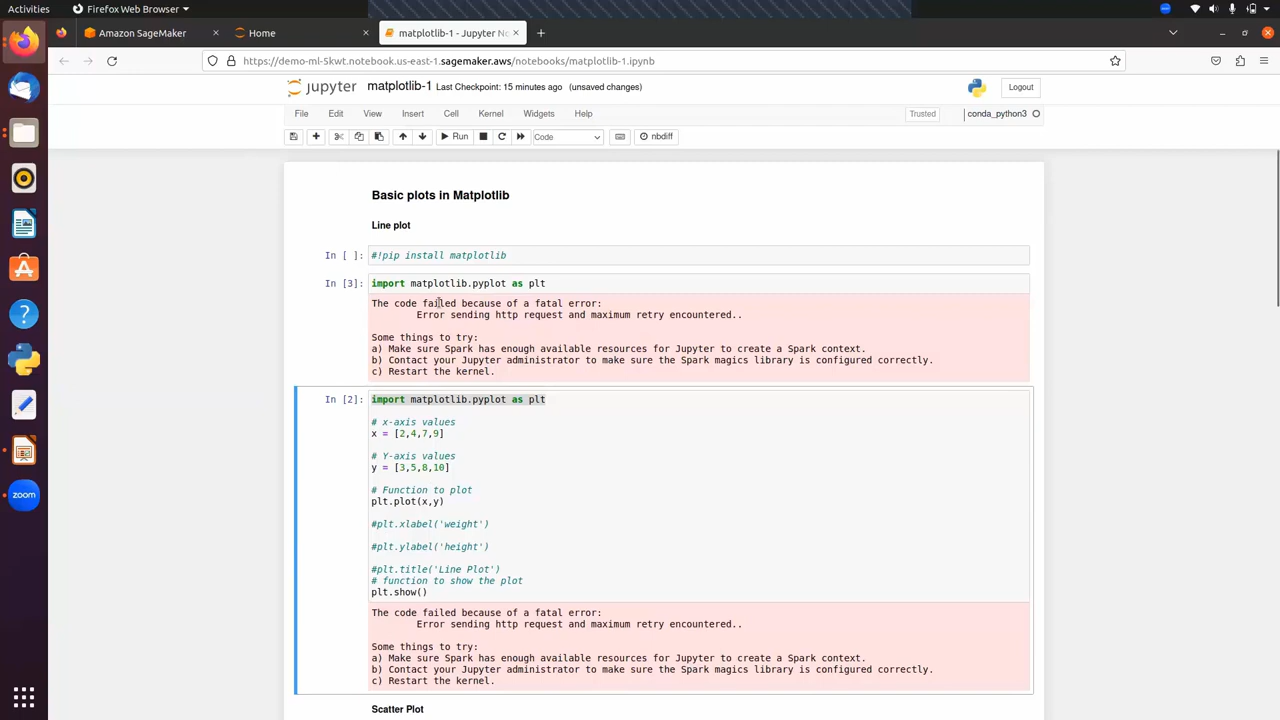 Activities
Firefox Web Browser
Amazon SageMaker
Home
matplotlib-1 - Jupyter No
https://demo-ml-5kwt.notebook.us-east-1.sagemaker.aws/notebooks/matplotlib-1.ipynb
jupyter matplotlib-1 Last Checkpoint: 15 minutes ago (unsaved changes)
Logout
File Edit View Insert Cell Kernel Widgets Help
Trusted
conda_python3
Run
Code
nbdiff
Basic plots in Matplotlib
Line plot
In [ ]: #!pip install matplotlib
In [3]: import matplotlib.pyplot as plt
The code failed because of a fatal error:
Error sending http request and maximum retry encountered..
Some things to try:
a) Make sure Spark has enough available resources for Jupyter to create a Spark context.
b) Contact your Jupyter administrator to make sure the Spark magics library is configured correctly.
c) Restart the kernel.
In [2]: import matplotlib.pyplot as plt
# x-axis values
x = [2,4,7,9]
# Y-axis values
y = [3,5,8,10]
# Function to plot
plt.plot(x,y)
#plt.xlabel('weight')
#plt.ylabel('height')
#plt.title('Line Plot')
# function to show the plot
plt.show()
The code failed because of a fatal error:
Error sending http request and maximum retry encountered..
Some things to try:
a) Make sure Spark has enough available resources for Jupyter to create a Spark context.
b) Contact your Jupyter administrator to make sure the Spark magics library is configured correctly.
c) Restart the kernel.
Scatter Plot
zoom